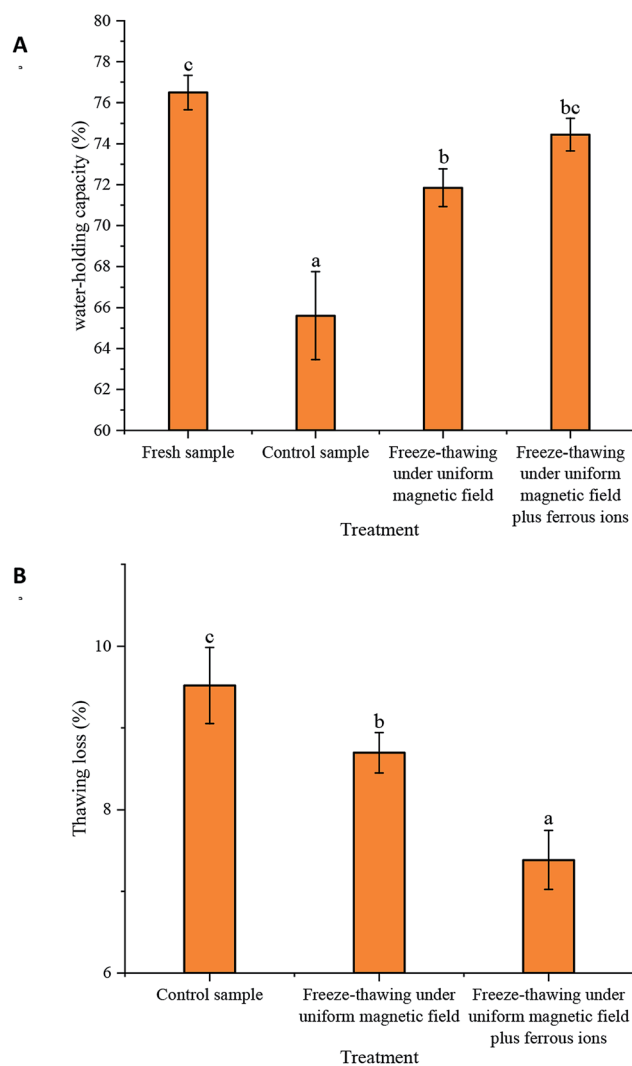 A
80
78
76
74
72
70
68
66
64
62
60
water-holding capacity (%)
c
a
b
bc
Fresh sample
Control sample
Freeze-thawing
under uniform
magnetic field
Freeze-thawing
under uniform
magnetic field
plus ferrous ions
Treatment
B
10
8
6
Thawing loss (%)
c
b
a
Control sample
Freeze-thawing under
uniform magnetic field
Freeze-thawing under
uniform magnetic field
plus ferrous ions
Treatment